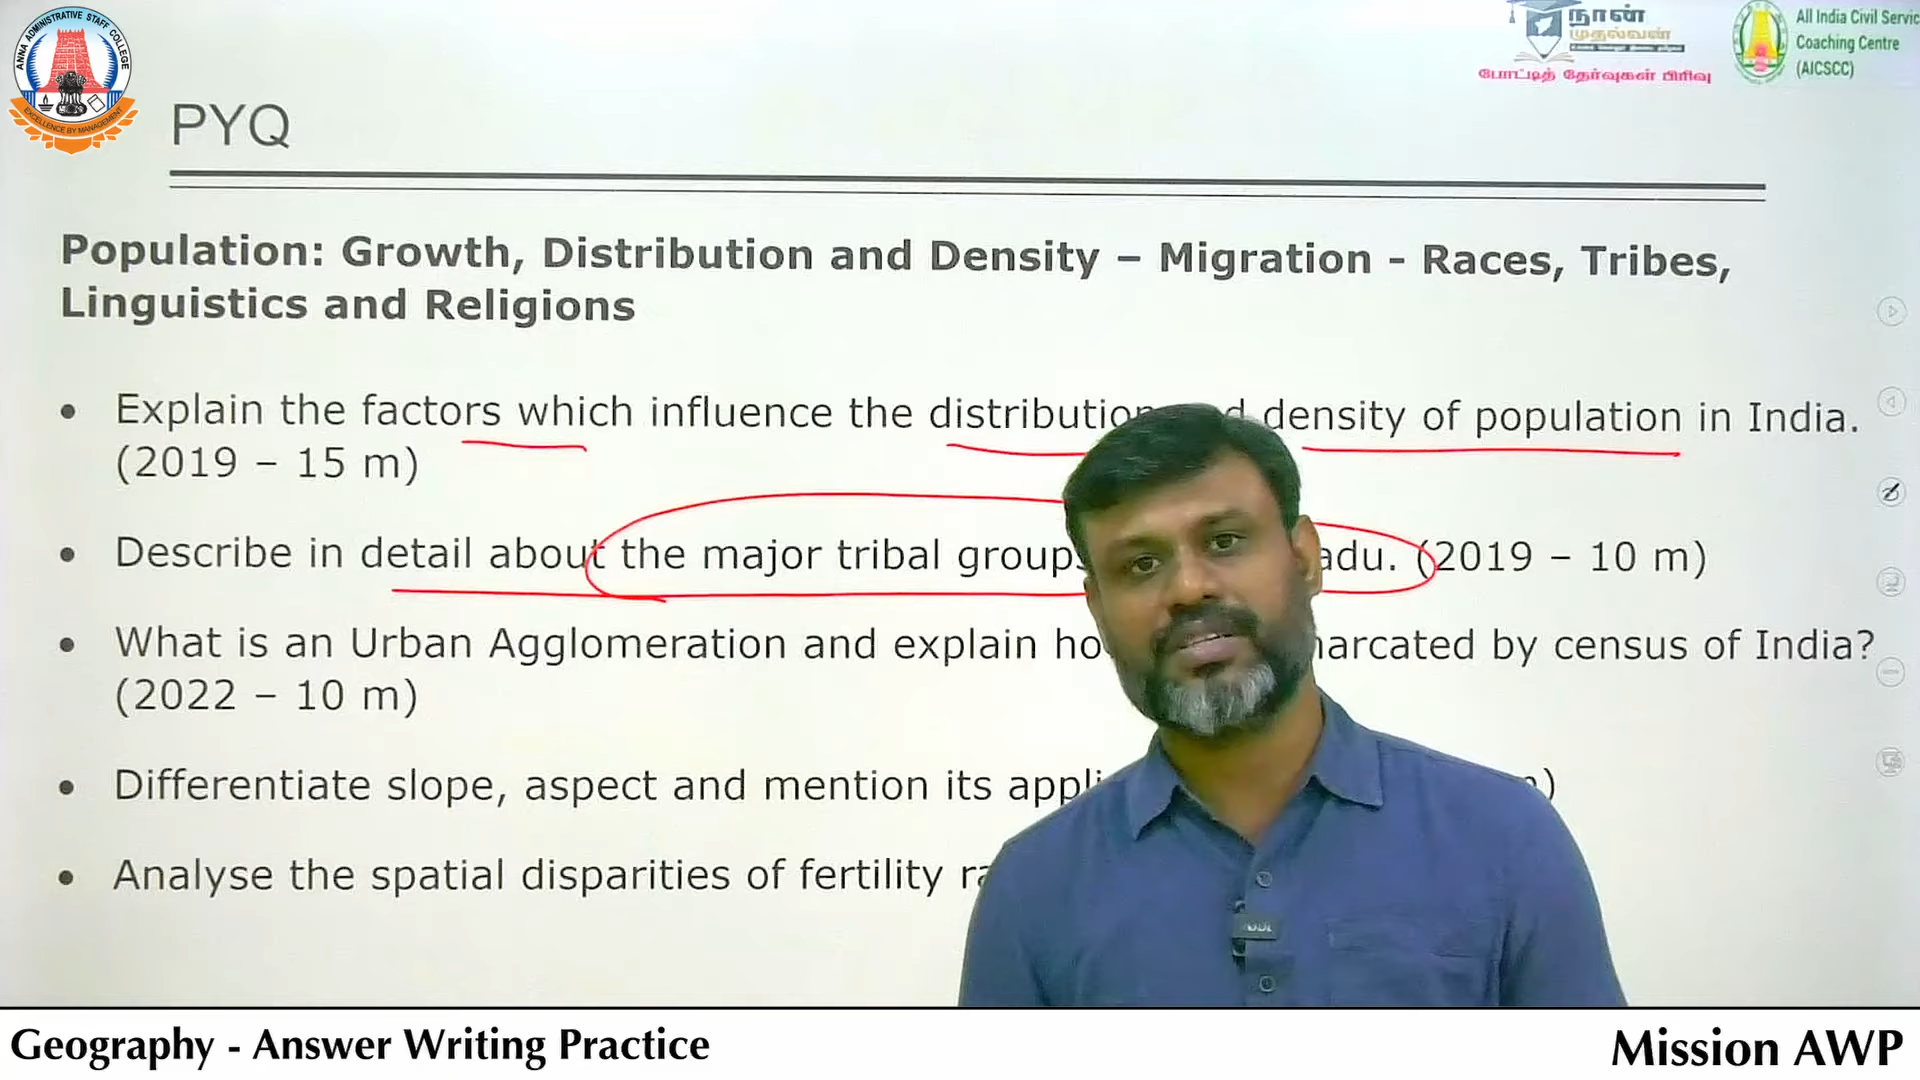 ANNA ADMINISTRATIVE STAFF COLLEGE
EXCELLENCE BY MANAGEMENT
நான்
முதல்வன்
போட்டித் தேர்வுகள் பிரிவு
All India Civil Servic
Coaching Centre
(AICSCC)
PYQ
Population: Growth, Distribution and Density – Migration - Races, Tribes,
Linguistics and Religions
• Explain the factors which influence the distributio d density of population in India.
(2019 – 15 m)
• Describe in detail about the major tribal groups adu. (2019 – 10 m)
• What is an Urban Agglomeration and explain ho marcated by census of India?
(2022 – 10 m)
• Differentiate slope, aspect and mention its appli )
• Analyse the spatial disparities of fertility ra
Geography - Answer Writing Practice
Mission AWP